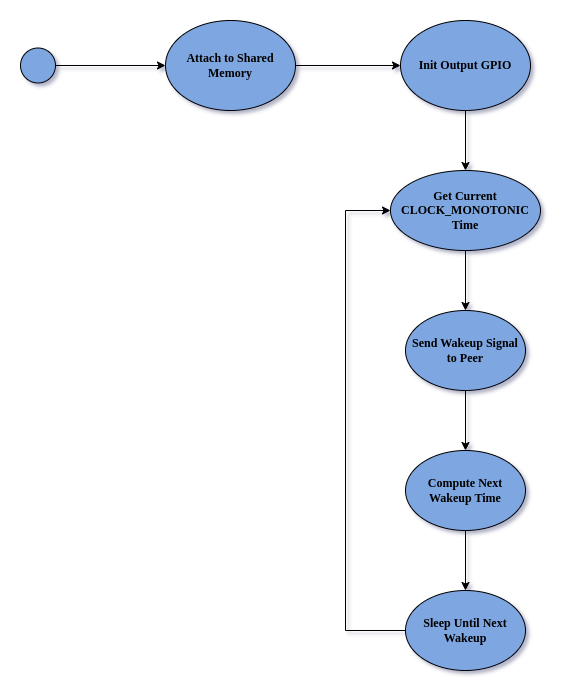 Attach to Shared
Memory
Init Output GPIO
Get Current
CLOCK_MONOTONIC
Time
Send Wakeup Signal
to Peer
Compute Next
Wakeup Time
Sleep Until Next
Wakeup